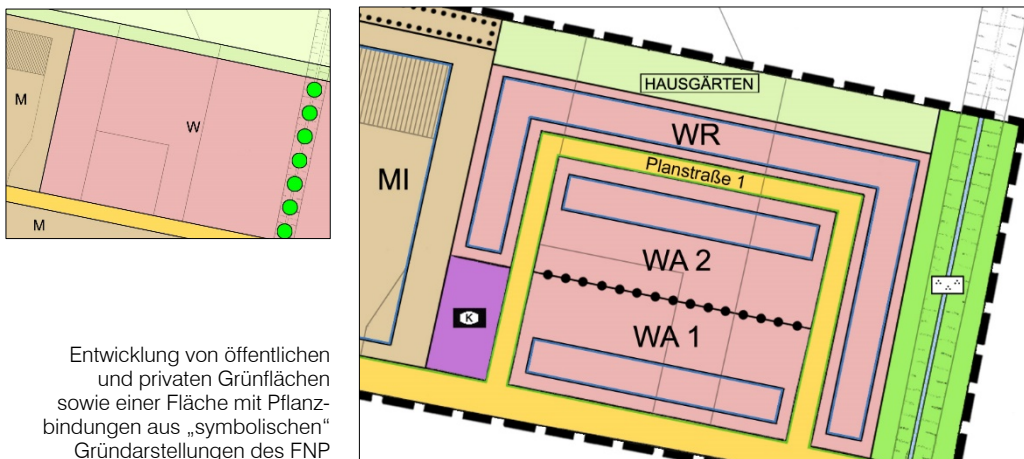 M
W
M
HAUSGÄRTEN
WR
Planstraße 1
MI
WA 2
K
WA 1
Entwicklung von öffentlichen
und privaten Grünflächen
sowie einer Fläche mit Pflanz-
bindungen aus „symbolischen“
Gründarstellungen des FNP